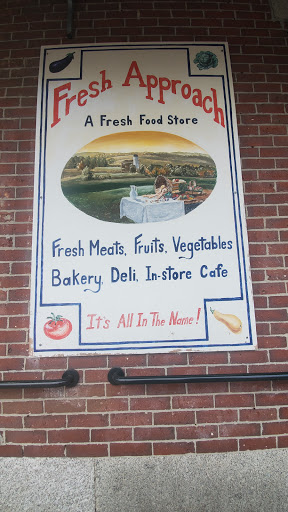 Fresh Approach
A Fresh Food Store
Fresh Meats, Fruits, Vegetables
Bakery, Deli, In-store Cafe
It's All In The Name!